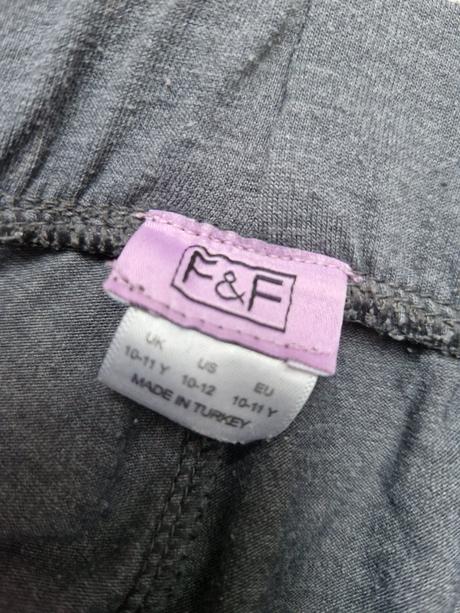 F&F
UK US EU
10-11 Y 10-12 10-11 Y
MADE IN TURKEY